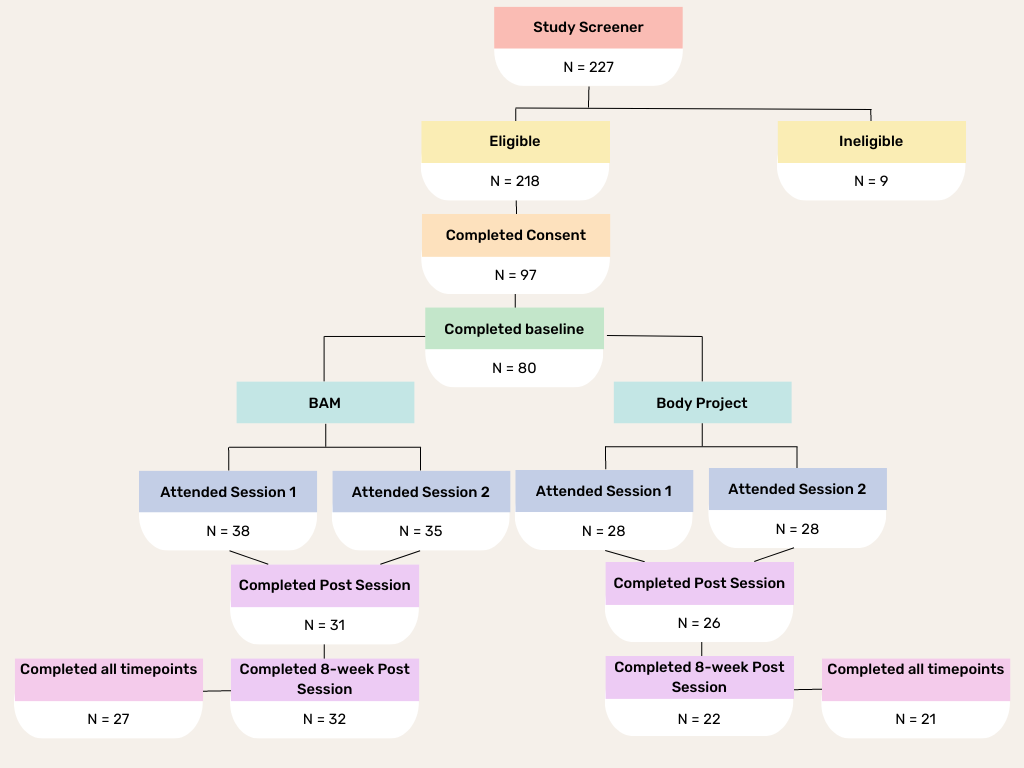 Study Screener
N = 227
Eligible
N = 218
Ineligible
N = 9
Completed Consent
N = 97
Completed baseline
N = 80
BAM
Body Project
Attended Session 1
N = 38
Attended Session 2
N = 35
Attended Session 1
N = 28
Attended Session 2
N = 28
Completed Post Session
N = 31
Completed Post Session
N = 26
Completed all timepoints
N = 27
Completed 8-week Post
Session
N = 32
Completed 8-week Post
Session
N = 22
Completed all timepoints
N = 21